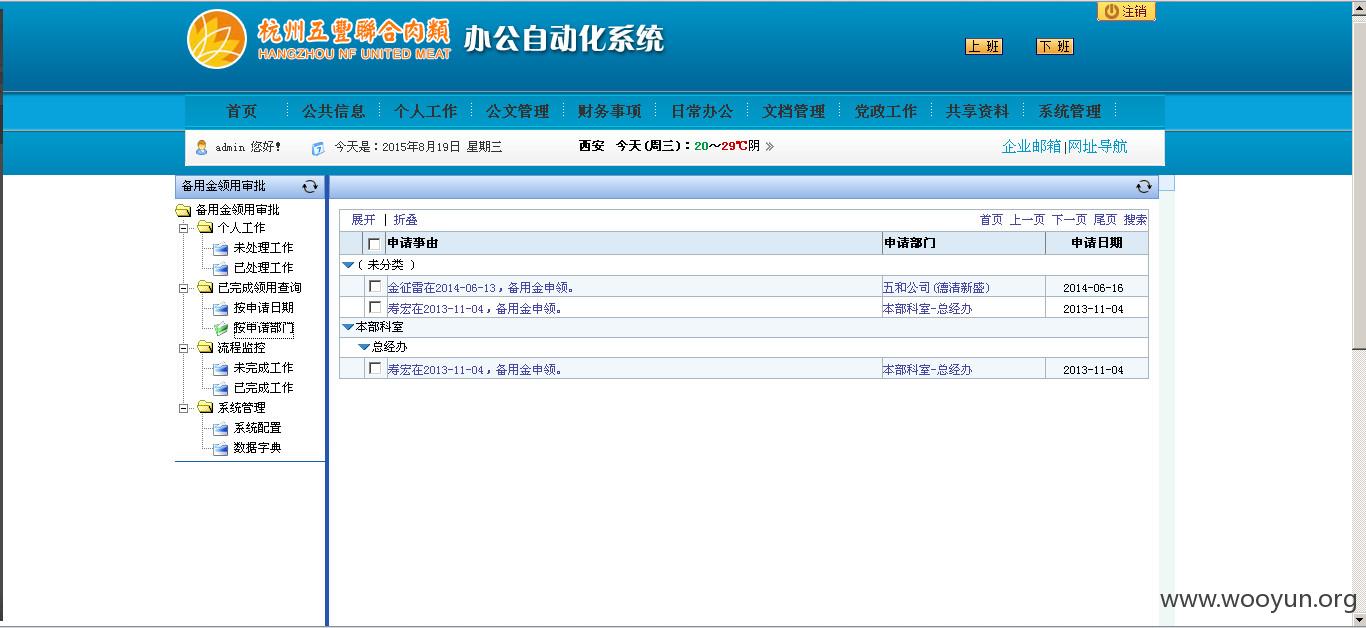 注销
杭州五豐聯合肉類
HANGZHOU NF UNITED MEAT
办公自动化系统
上 班 下 班
首页 公共信息 个人工作 公文管理 财务事项 日常办公 文档管理 党政工作 共享资料 系统管理
admin 您好! 今天是:2015年8月19日 星期三 西安 今天(周三):20～29℃阴 企业邮箱|网址导航
备用金领用审批
备用金领用审批
个人工作
未处理工作
已处理工作
已完成领用查询
按申请日期
按申请部门
流程监控
未完成工作
已完成工作
系统管理
系统配置
数据字典
展开 | 折叠 首页 上一页 下一页 尾页 搜索
申请事由 申请部门 申请日期
( 未分类 )
金征雷在2014-06-13，备用金申领。 五和公司(德清新盛) 2014-06-16
寿宏在2013-11-04，备用金申领。 本部科室-总经办 2013-11-04
本部科室
总经办
寿宏在2013-11-04，备用金申领。 本部科室-总经办 2013-11-04
www.wooyun.org